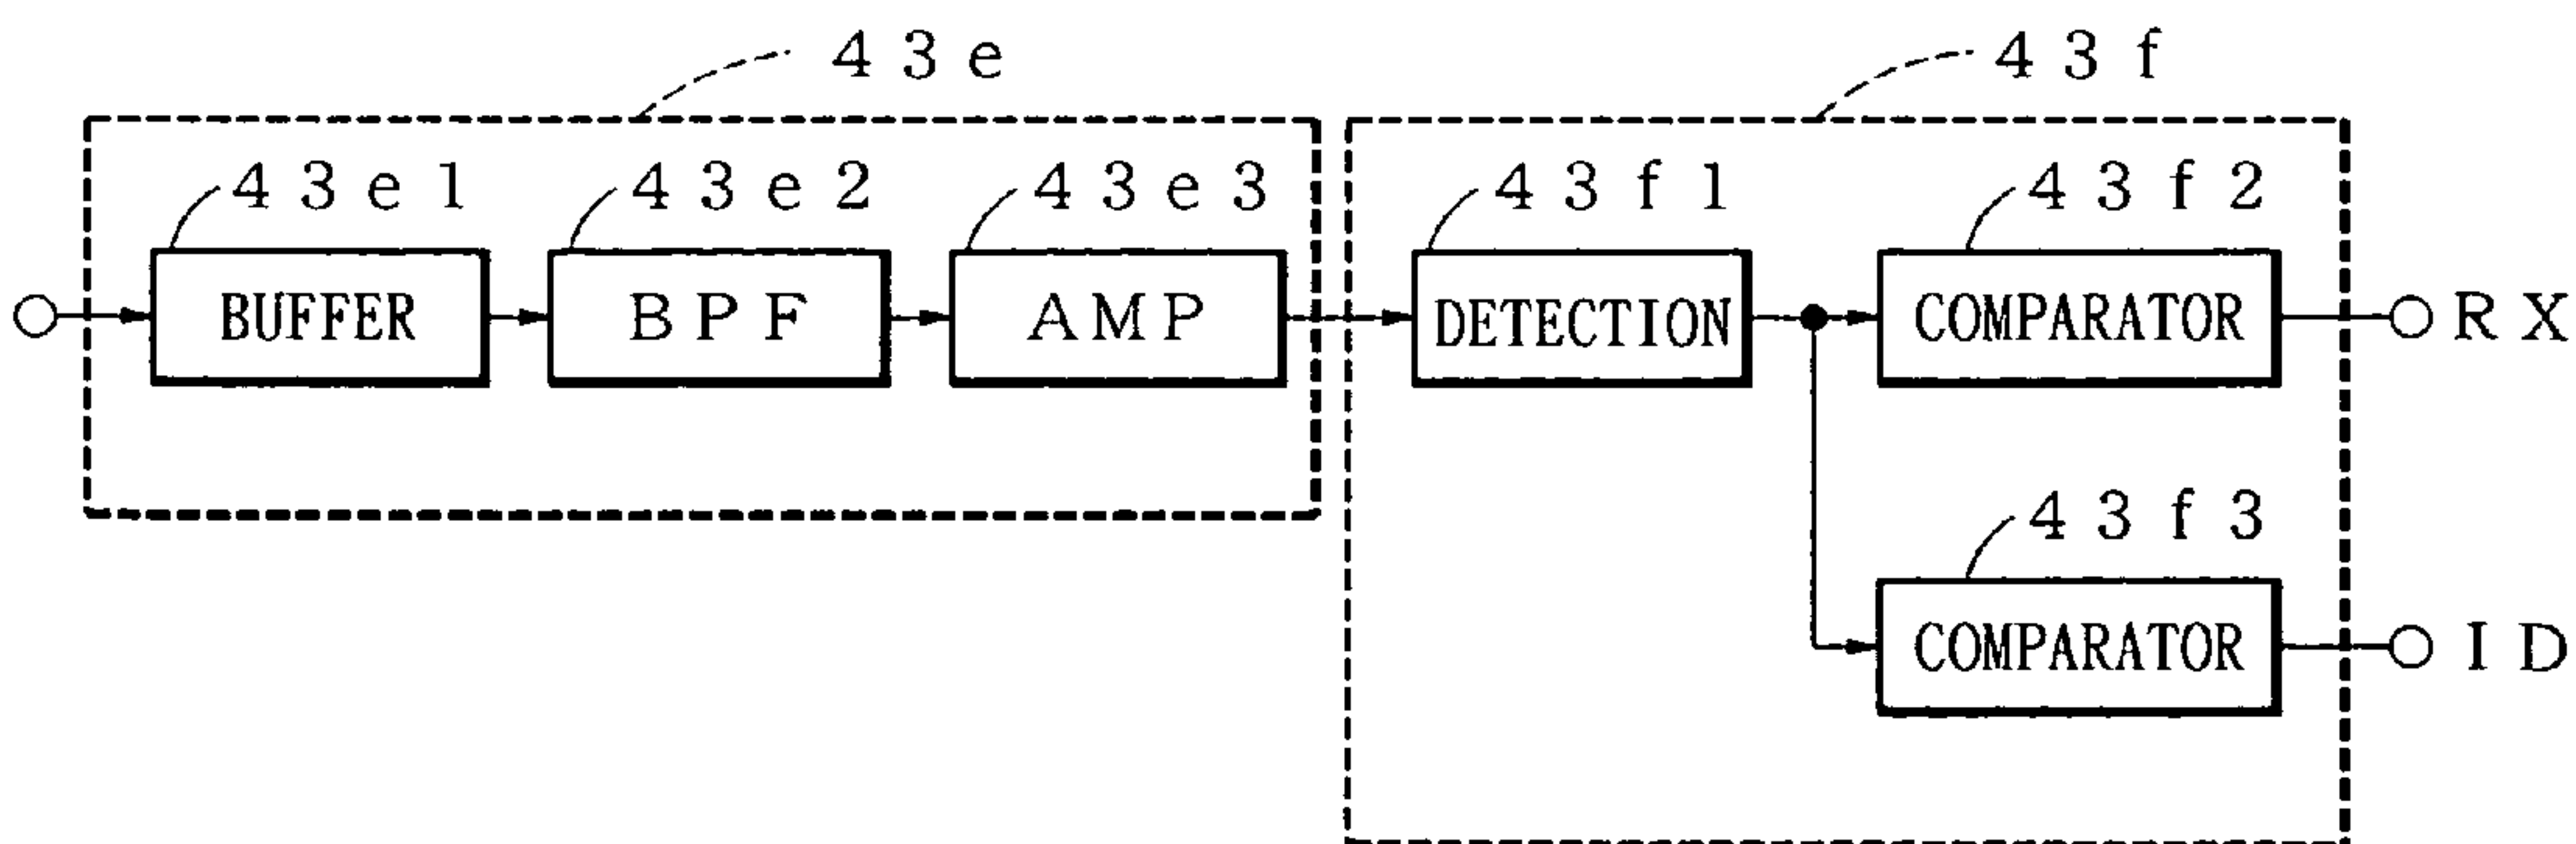 43e
43f
43e1
43e2
43e3
43f1
43f2
BUFFER
BPF
AMP
DETECTION
COMPARATOR
RX
43f3
COMPARATOR
ID